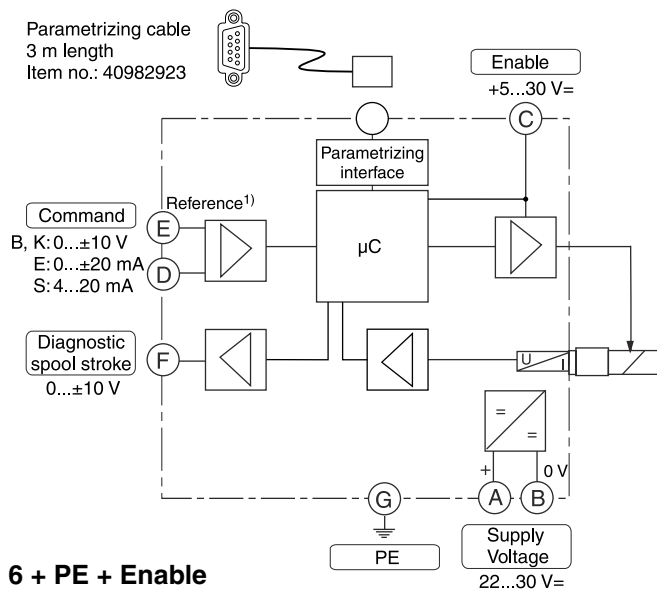 Parametrizing cable
3 m length
Item no.: 40982923
Enable
+5...30 V=
C
Parametrizing
interface
Reference1)
Command
B, K: 0...±10 V
E: 0...±20 mA
S: 4...20 mA
E
D
µC
Diagnostic
spool stroke
0...±10 V
F
U
I
=
=
+
0 V
G
A
B
PE
Supply
Voltage
22...30 V=
6 + PE + Enable